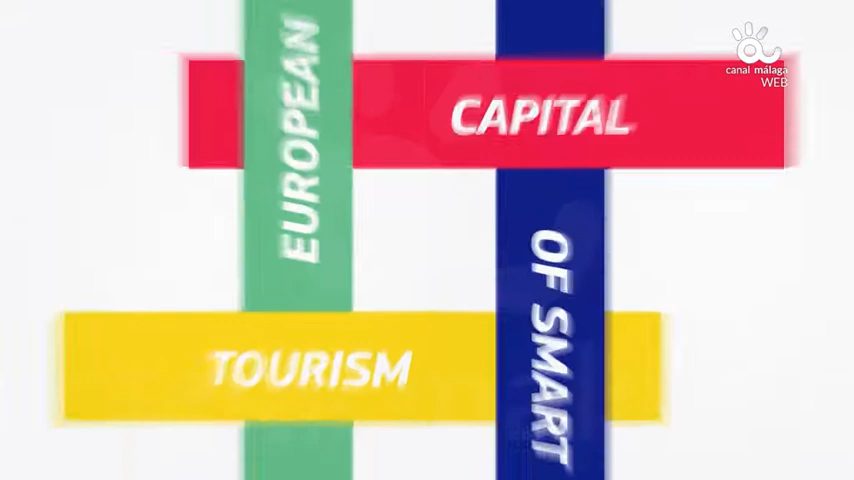 EUROPEAN
CAPITAL
OF SMART
TOURISM
canal málaga
WEB